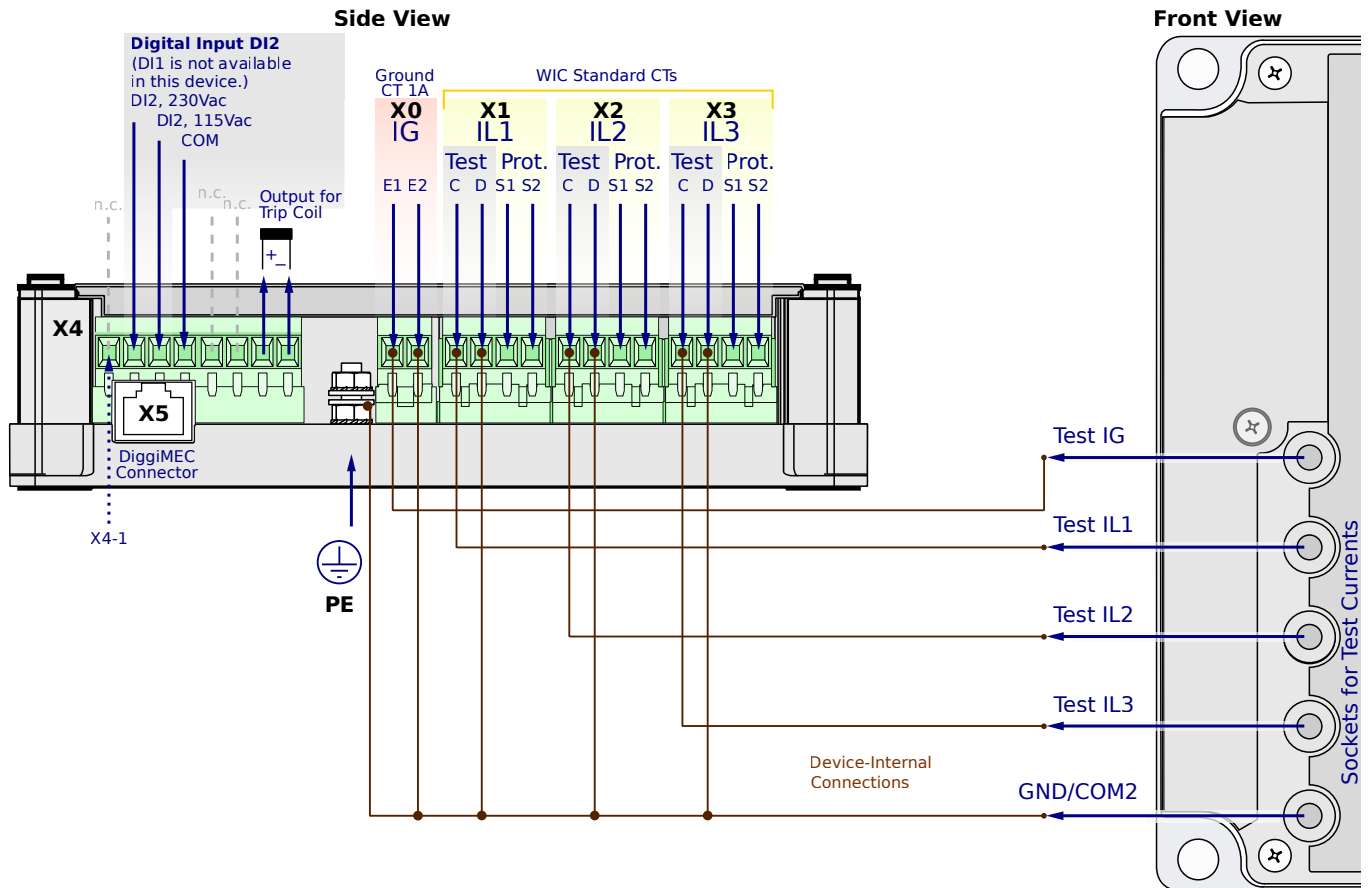 Side View
Front View
Digital Input DI2
(DI1 is not available
in this device.)
DI2, 230Vac
DI2, 115Vac
COM
n.c.
n.c.
n.c.
Output for
Trip Coil
+
−
Ground
CT 1A
WIC Standard CTs
X0
IG
E1 E2
X1
IL1
Test Prot.
C D S1 S2
X2
IL2
Test Prot.
C D S1 S2
X3
IL3
Test Prot.
C D S1 S2
X4
X5
DiggiMEC
Connector
X4-1
PE
Test IG
Test IL1
Test IL2
Test IL3
GND/COM2
Device-Internal
Connections
Sockets for Test Currents